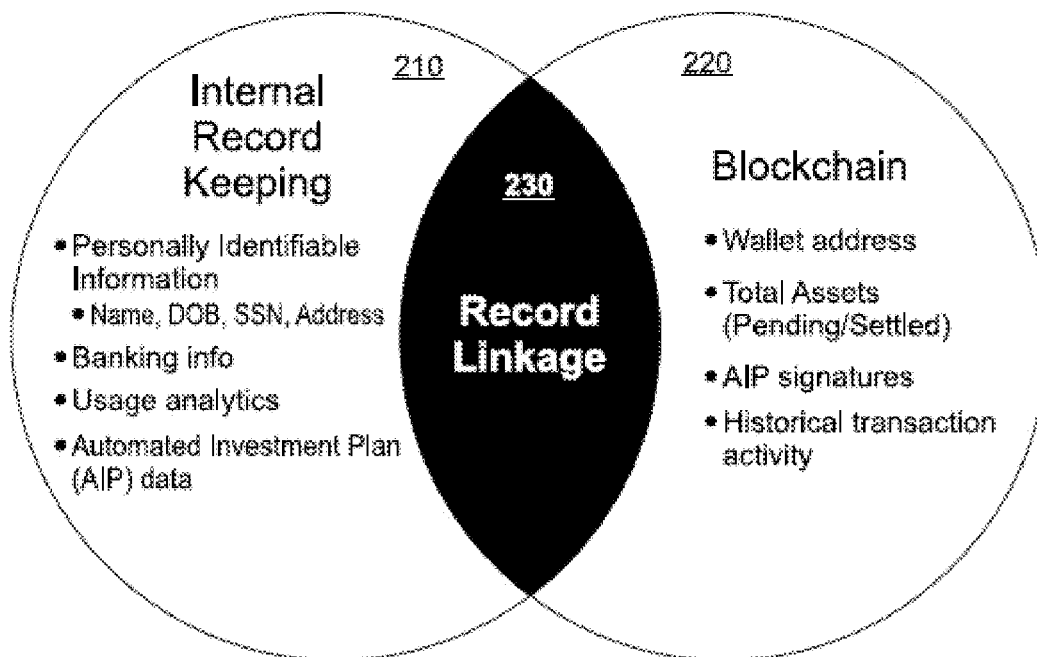 210
Internal
Record
Keeping
• Personally Identifiable
Information
• Name, DOB, SSN, Address
• Banking info
• Usage analytics
• Automated Investment Plan
(AIP) data
230
Record
Linkage
220
Blockchain
• Wallet address
• Total Assets
(Pending/Settled)
• AIP signatures
• Historical transaction
activity